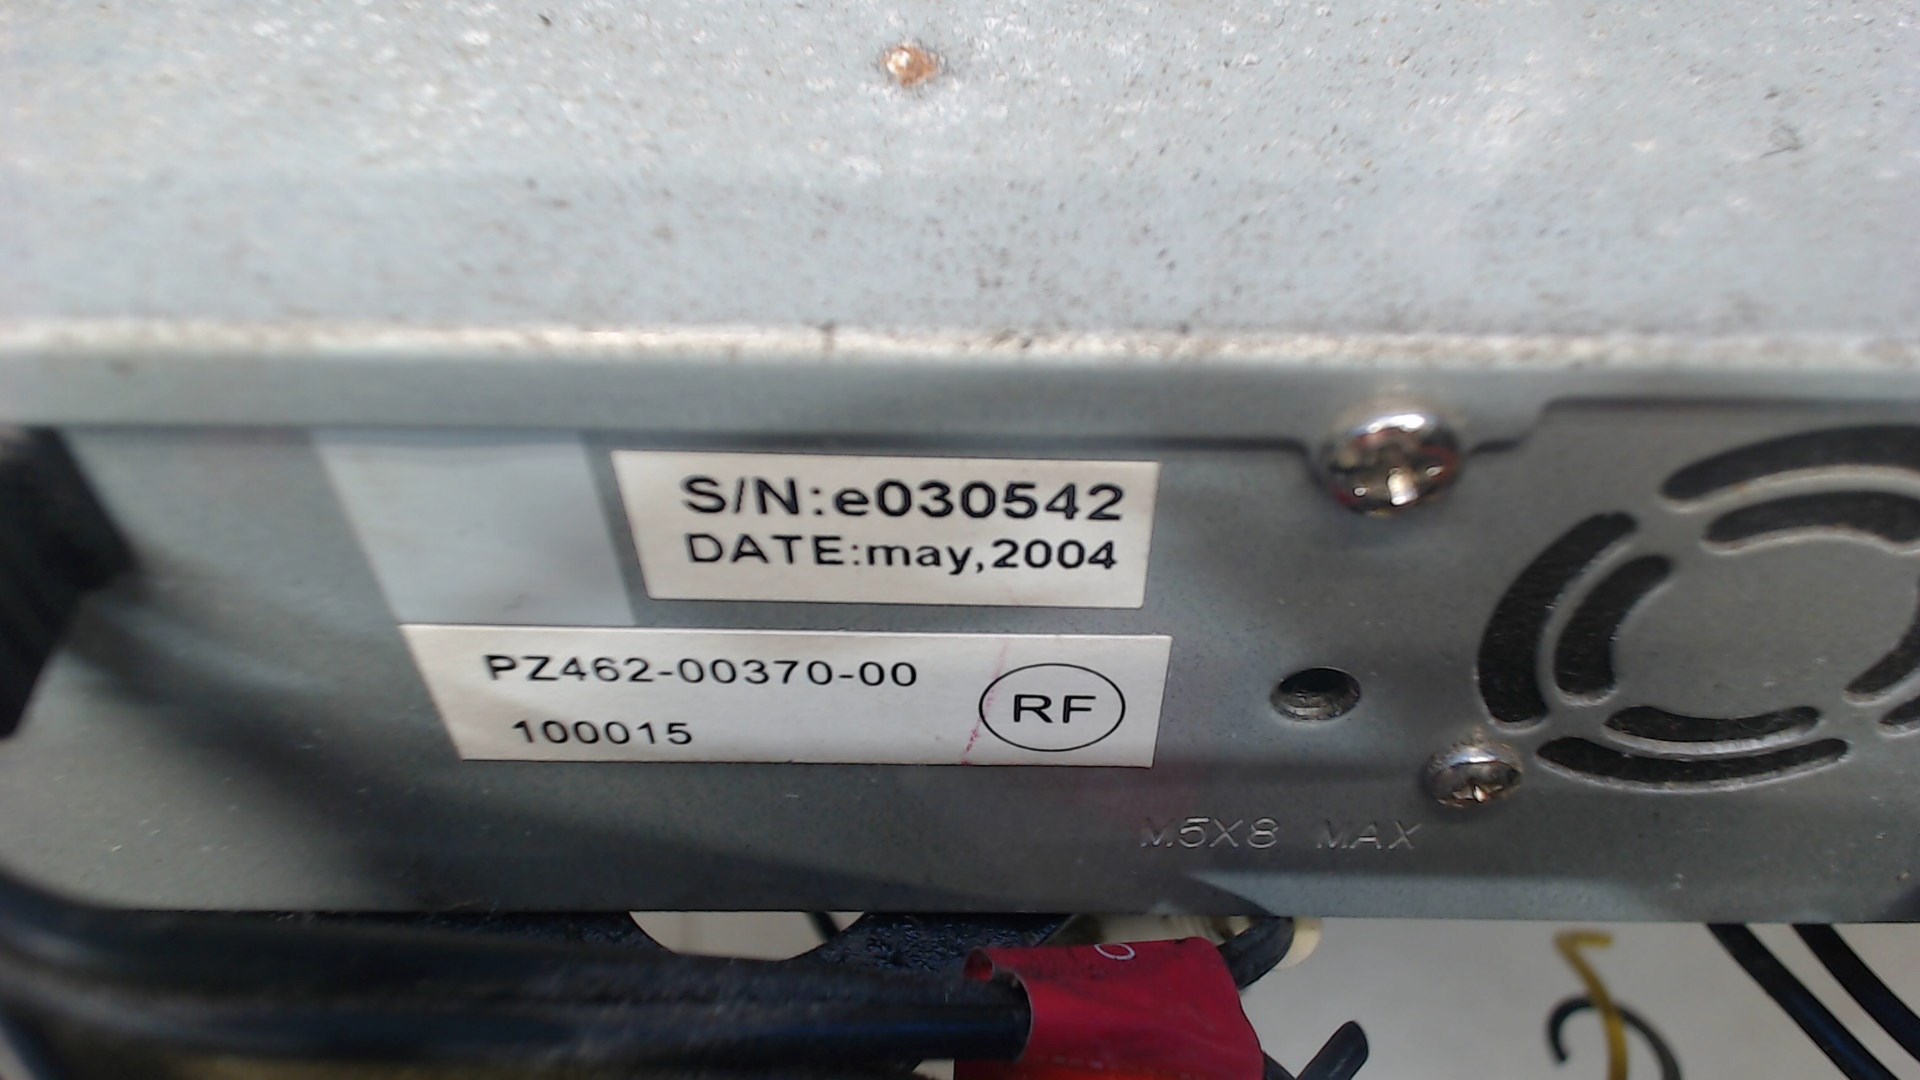 S/N:e030542
DATE:may,2004
PZ462-00370-00
RF
100015
M5X8 MAX